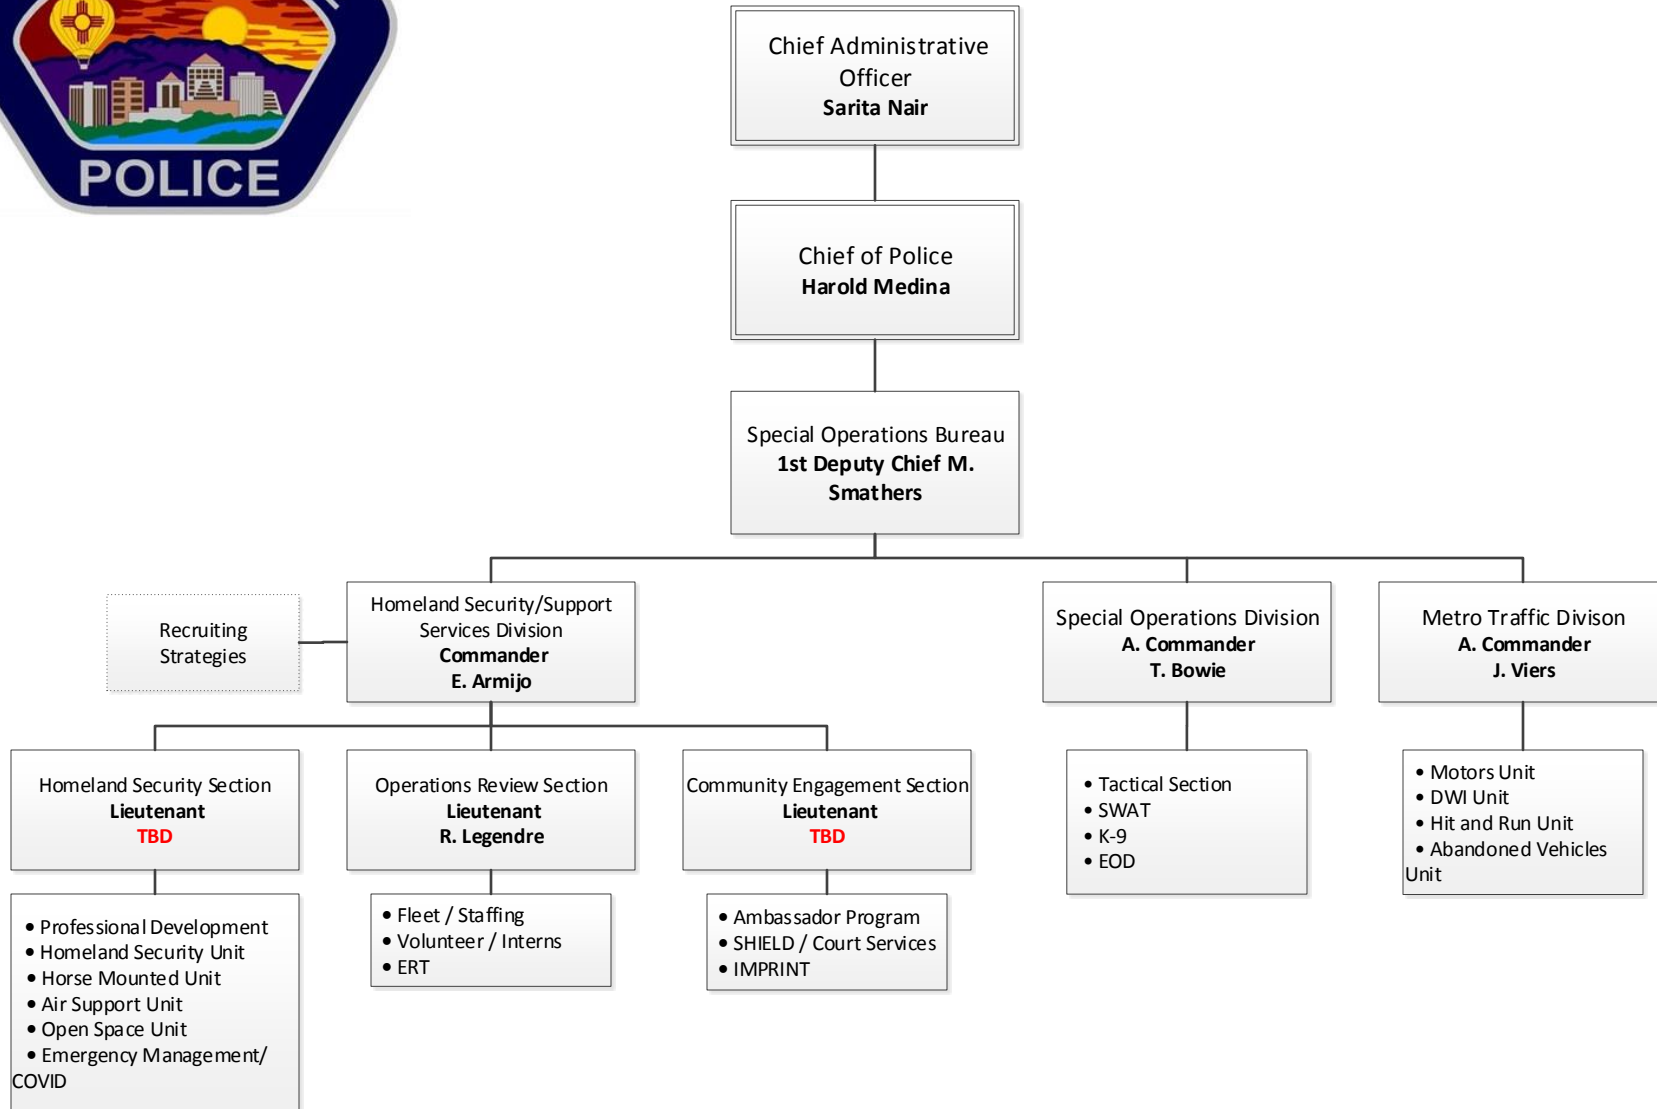 POLICE
Chief Administrative
Officer
Sarita Nair
Chief of Police
Harold Medina
Special Operations Bureau
1st Deputy Chief M.
Smathers
Recruiting
Strategies
Homeland Security/Support
Services Division
Commander
E. Armijo
Special Operations Division
A. Commander
T. Bowie
Metro Traffic Divison
A. Commander
J. Viers
Homeland Security Section
Lieutenant
TBD
Operations Review Section
Lieutenant
R. Legendre
Community Engagement Section
Lieutenant
TBD
• Tactical Section
• SWAT
• K-9
• EOD
• Motors Unit
• DWI Unit
• Hit and Run Unit
• Abandoned Vehicles
Unit
• Professional Development
• Homeland Security Unit
• Horse Mounted Unit
• Air Support Unit
• Open Space Unit
• Emergency Management/
COVID
• Fleet / Staffing
• Volunteer / Interns
• ERT
• Ambassador Program
• SHIELD / Court Services
• IMPRINT